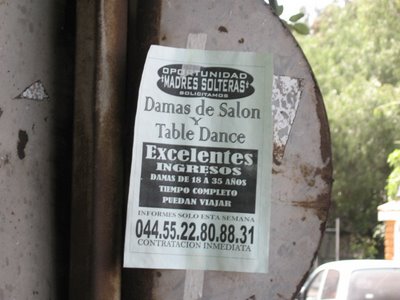 OPORTUNIDAD
"MADRES SOLTERAS"
SOLICITAMOS
Damas de Salon
Y
Table Dance
Excelentes
INGRESOS
DAMAS DE 18 A 35 AÑOS
TIEMPO COMPLETO
PUEDAN VIAJAR
INFORMES SOLO ESTA SEMANA
044.55.22.80.88.31
CONTRATACION INMEDIATA